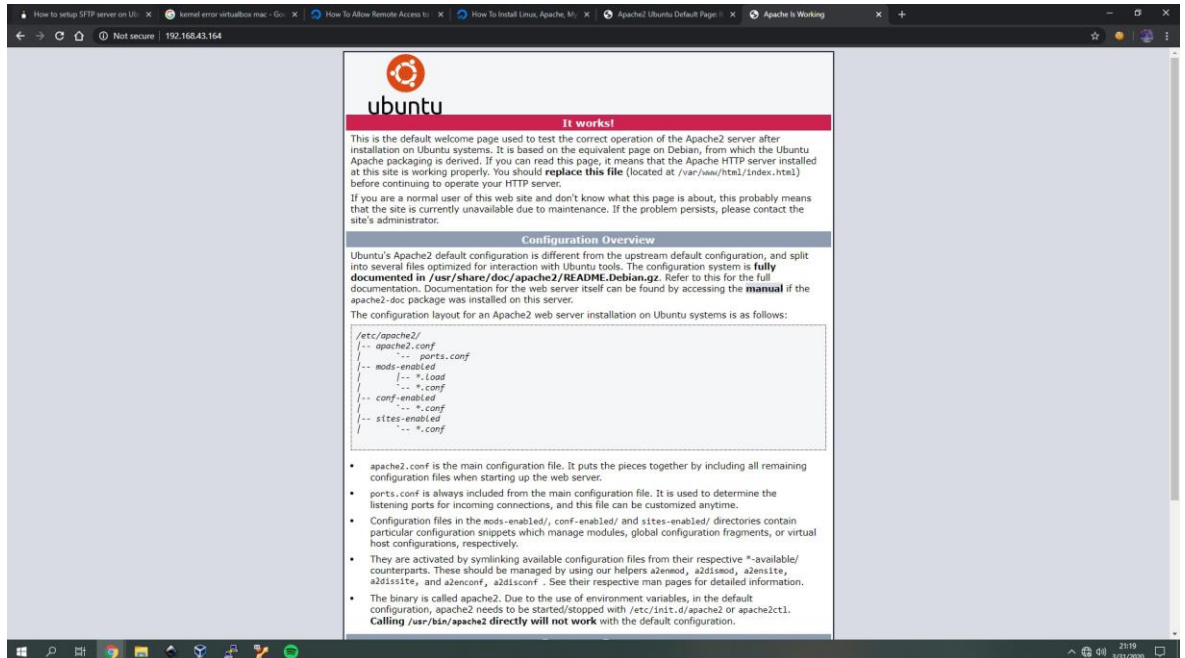 How to setup SFTP server on Ub
kernel error virtualbox mac - Go
How To Allow Remote Access to
How To Install Linux, Apache, My
Apache2 Ubuntu Default Page: It
Apache Is Working
Not secure
192.168.43.164
ubuntu
It works!
This is the default welcome page used to test the correct operation of the Apache2 server after
installation on Ubuntu systems. It is based on the equivalent page on Debian, from which the Ubuntu
Apache packaging is derived. If you can read this page, it means that the Apache HTTP server installed
at this site is working properly. You should replace this file (located at /var/www/html/index.html)
before continuing to operate your HTTP server.
If you are a normal user of this web site and don't know what this page is about, this probably means
that the site is currently unavailable due to maintenance. If the problem persists, please contact the
site's administrator.
Configuration Overview
Ubuntu's Apache2 default configuration is different from the upstream default configuration, and split
into several files optimized for interaction with Ubuntu tools. The configuration system is fully
documented in /usr/share/doc/apache2/README.Debian.gz. Refer to this for the full
documentation. Documentation for the web server itself can be found by accessing the manual if the
apache2-doc package was installed on this server.
The configuration layout for an Apache2 web server installation on Ubuntu systems is as follows:
/etc/apache2/
|-- apache2.conf
|       `--  ports.conf
|-- mods-enabled
|       |-- *.load
|       `-- *.conf
|-- conf-enabled
|       `-- *.conf
|-- sites-enabled
|       `-- *.conf
• apache2.conf is the main configuration file. It puts the pieces together by including all remaining
configuration files when starting up the web server.
• ports.conf is always included from the main configuration file. It is used to determine the
listening ports for incoming connections, and this file can be customized anytime.
• Configuration files in the mods-enabled/, conf-enabled/ and sites-enabled/ directories contain
particular configuration snippets which manage modules, global configuration fragments, or virtual
host configurations, respectively.
• They are activated by symlinking available configuration files from their respective *-available/
counterparts. These should be managed by using our helpers a2enmod, a2dismod, a2ensite,
a2dissite, and a2enconf, a2disconf . See their respective man pages for detailed information.
• The binary is called apache2. Due to the use of environment variables, in the default
configuration, apache2 needs to be started/stopped with /etc/init.d/apache2 or apache2ctl.
Calling /usr/bin/apache2 directly will not work with the default configuration.
21:19
3/31/2020